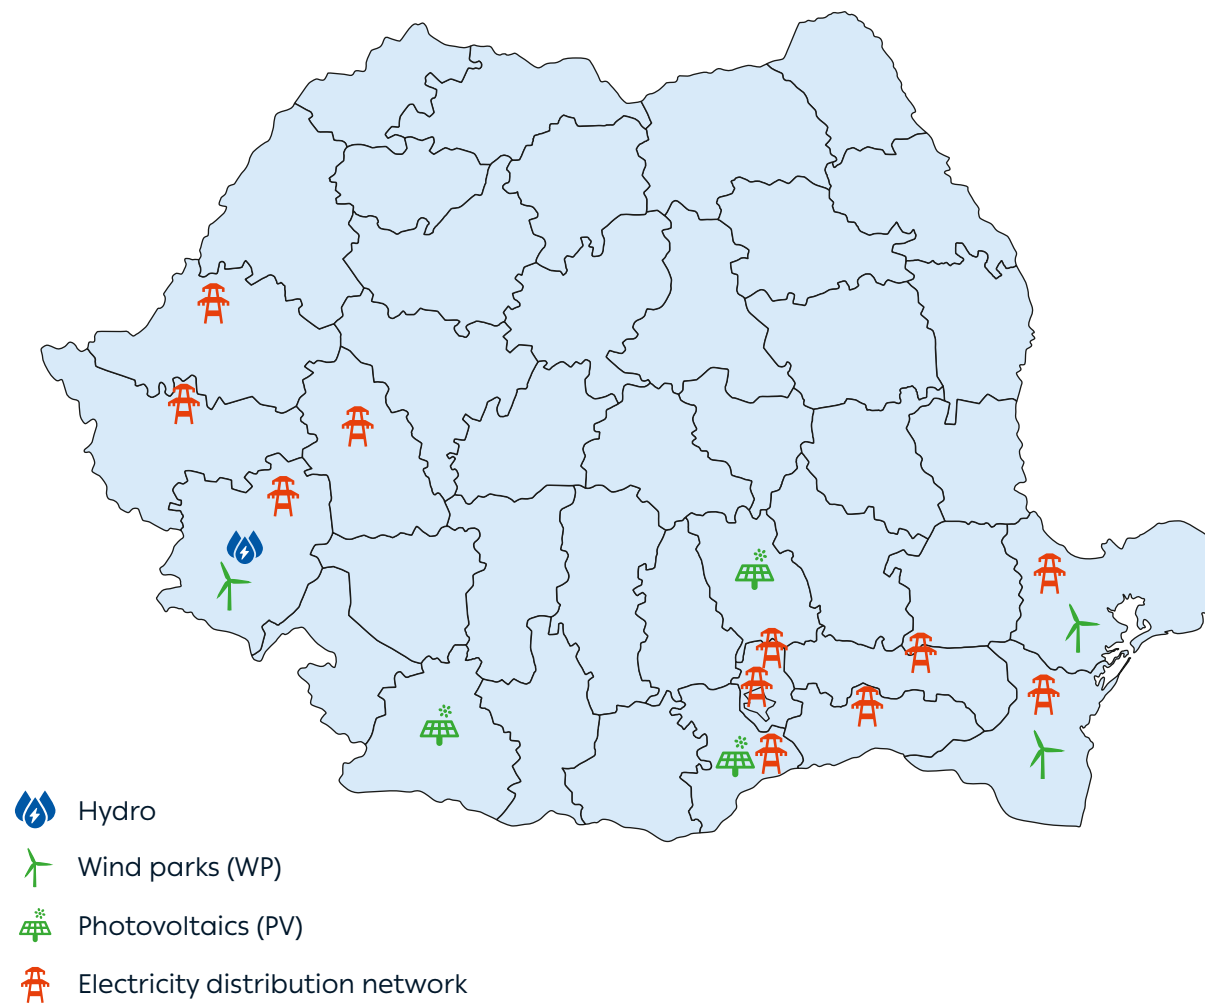 Hydro
Wind parks (WP)
Photovoltaics (PV)
Electricity distribution network